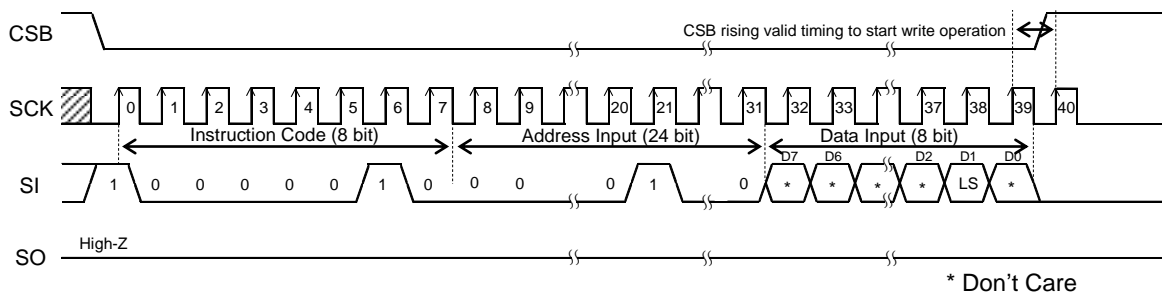 CSB
CSB rising valid timing to start write operation
SCK
0 1 2 3 4 5 6 7 8 9 20 21 31 32 33 37 38 39 40
Instruction Code (8 bit) Address Input (24 bit) Data Input (8 bit)
D7 D6 D2 D1 D0
SI
1 0 0 0 0 0 1 0 0 0 0 1 0 * * * * LS *
High-Z
SO
* Don't Care